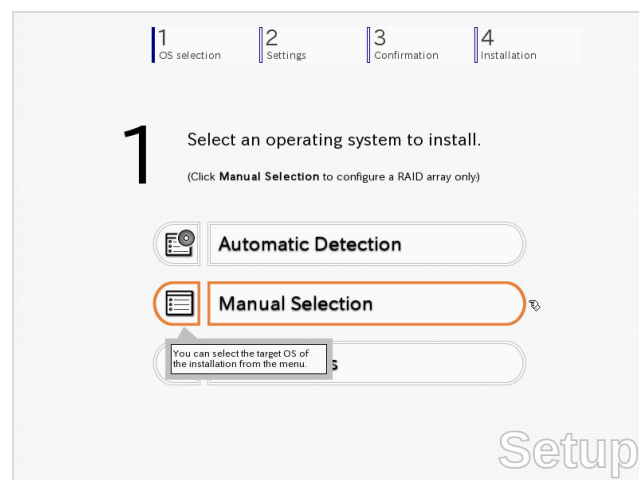 1
OS selection
2
Settings
3
Confirmation
4
Installation
1
Select an operating system to install.
(Click Manual Selection to configure a RAID array only)
Automatic Detection
Manual Selection
You can select the target OS of
the installation from the menu.
Setup